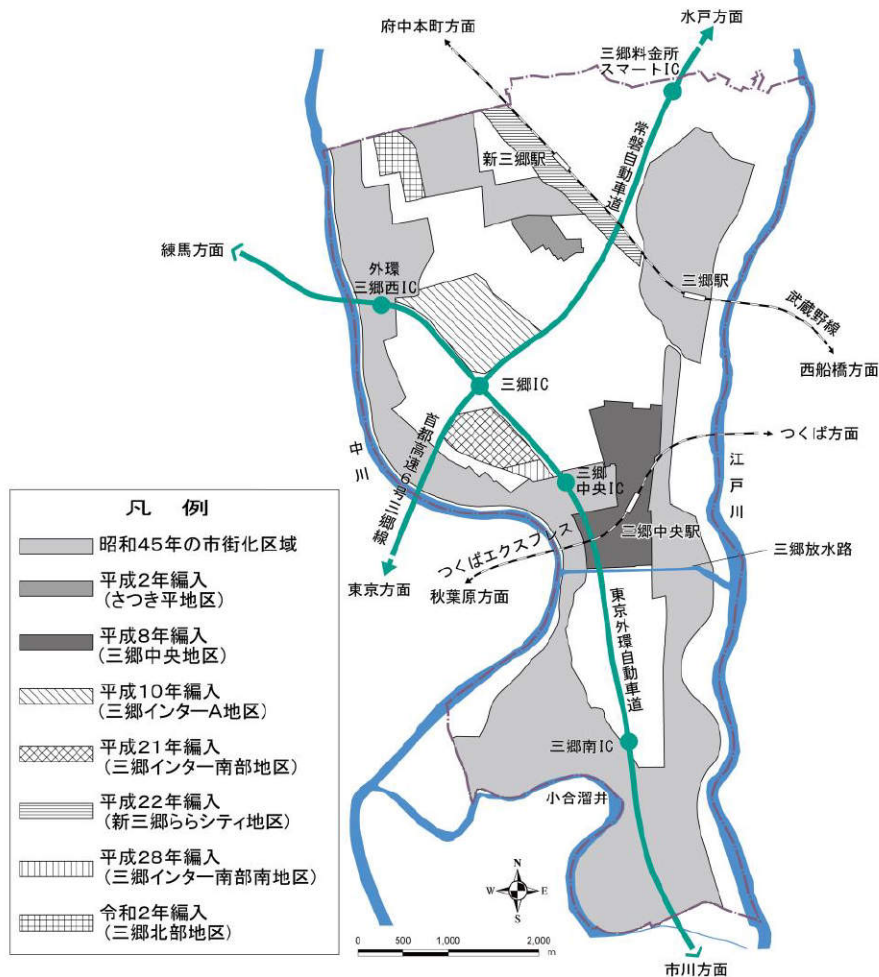 水戸方面
府中本町方面
三郷料金所
スマートIC
常磐自動車道
新三郷駅
練馬方面
外環
三郷西IC
三郷駅
武蔵野線
西船橋方面
三郷IC
つくば方面
中川
首都高速6号三郷線
三郷
中央IC
江戸川
三郷中央駅
つくばエクスプレス
三郷放水路
東京方面
秋葉原方面
東京外環自動車道
三郷南IC
小合溜井
市川方面
凡 例
昭和45年の市街化区域
平成2年編入
(さつき平地区)
平成8年編入
(三郷中央地区)
平成10年編入
(三郷インターA地区)
平成21年編入
(三郷インター南部地区)
平成22年編入
(新三郷ららシティ地区)
平成28年編入
(三郷インター南部南地区)
令和2年編入
(三郷北部地区)
N
W E
S
0 500 1,000 2,000
m